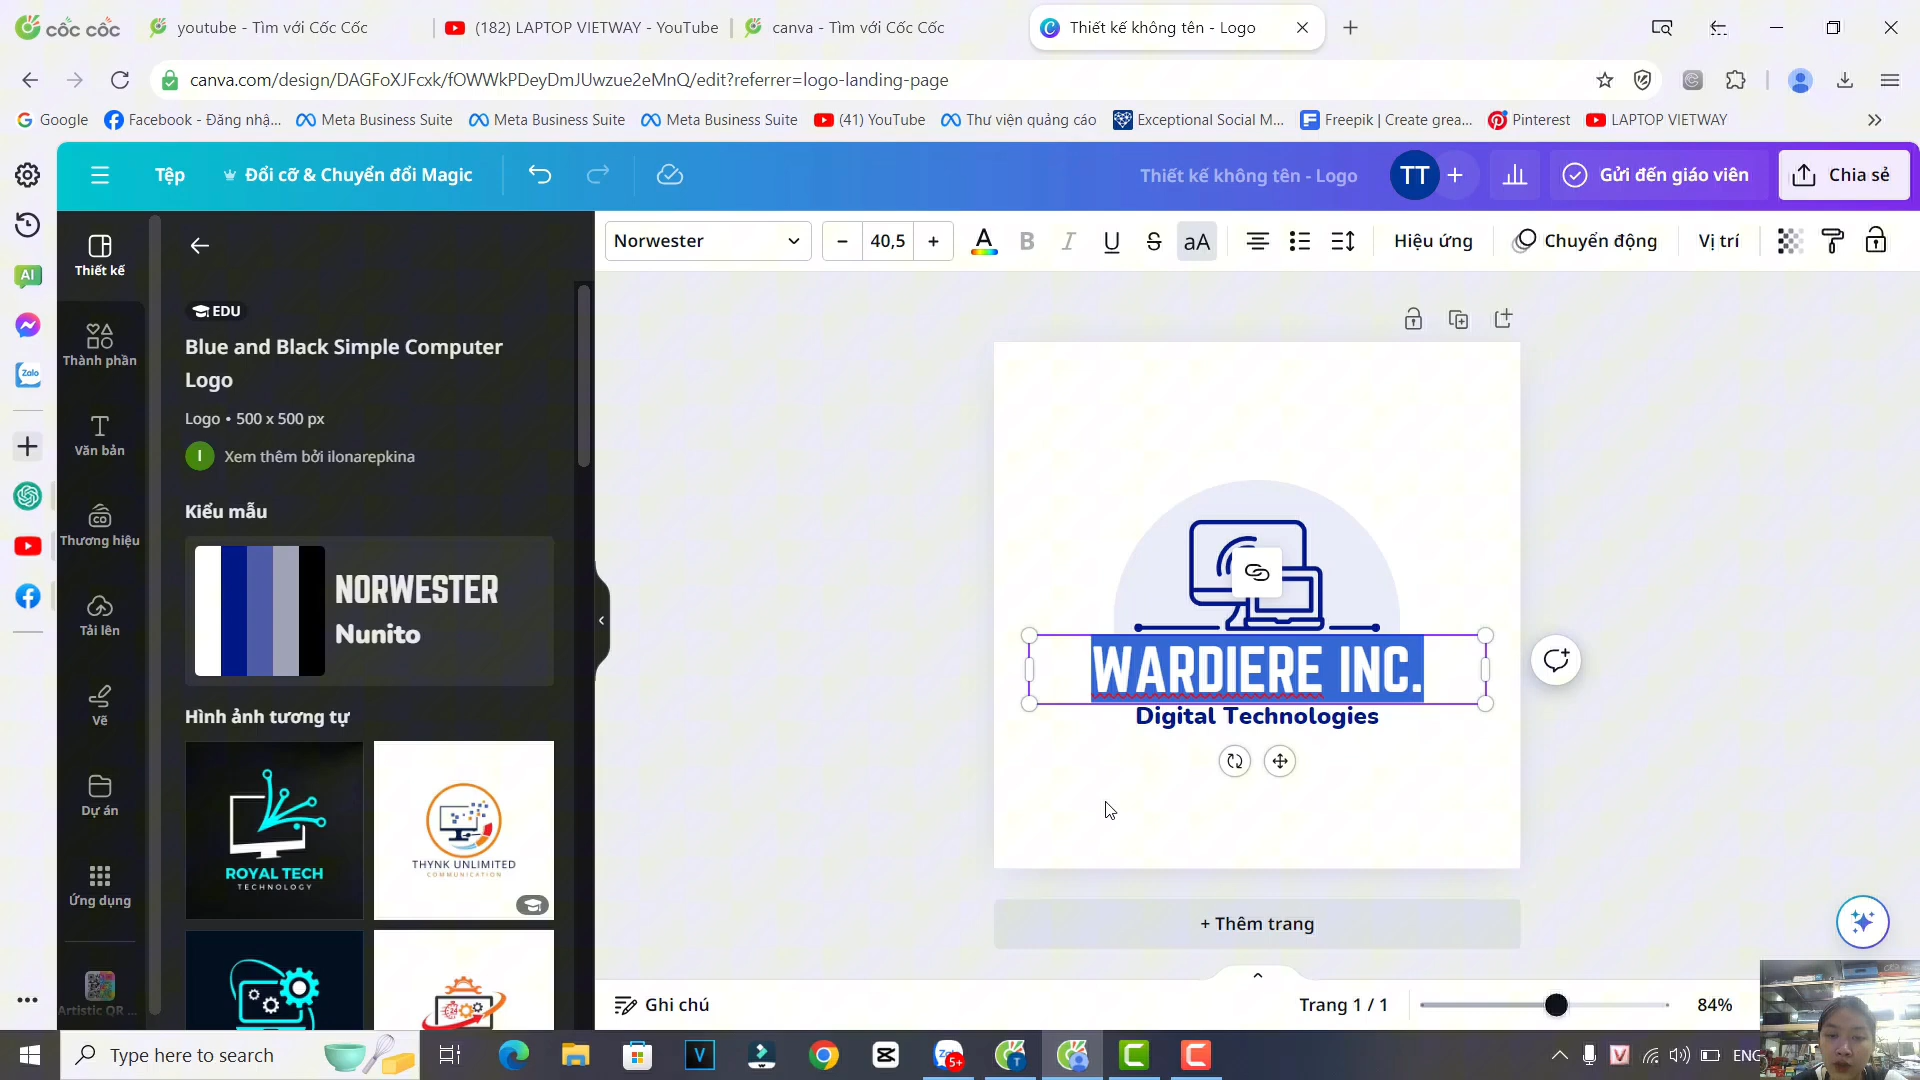 cốc cốc
youtube - Tìm với Cốc Cốc
(182) LAPTOP VIETWAY - YouTube
canva - Tìm với Cốc Cốc
Thiết kế không tên - Logo
canva.com/design/DAGFoXJFcxk/fOWWkPDeyDmJUwzue2eMnQ/edit?referrer=logo-landing-page
Google
Facebook - Đăng nhậ...
Meta Business Suite
Meta Business Suite
Meta Business Suite
(41) YouTube
Thư viện quảng cáo
Exceptional Social M...
Freepik | Create grea...
Pinterest
LAPTOP VIETWAY
Tệp
Đổi cỡ & Chuyển đổi Magic
Thiết kế không tên - Logo
TT
Gửi đến giáo viên
Chia sẻ
Norwester
40,5
A
B
I
U
S
aA
Hiệu ứng
Chuyển động
Vị trí
AI
Zalo
Thiết kế
Thành phần
Văn bản
Thương hiệu
Tải lên
Vẽ
Dự án
Ứng dụng
Artistic QR ...
EDU
Blue and Black Simple Computer
Logo
Logo • 500 x 500 px
I
Xem thêm bởi ilonarepkina
Kiểu mẫu
NORWESTER
Nunito
Hình ảnh tương tự
ROYAL TECH
TECHNOLOGY
THYNK UNLIMITED
COMMUNICATION
WARDIERE INC.
Digital Technologies
+ Thêm trang
Ghi chú
Trang 1 / 1
84%
Type here to search
5+
ENG